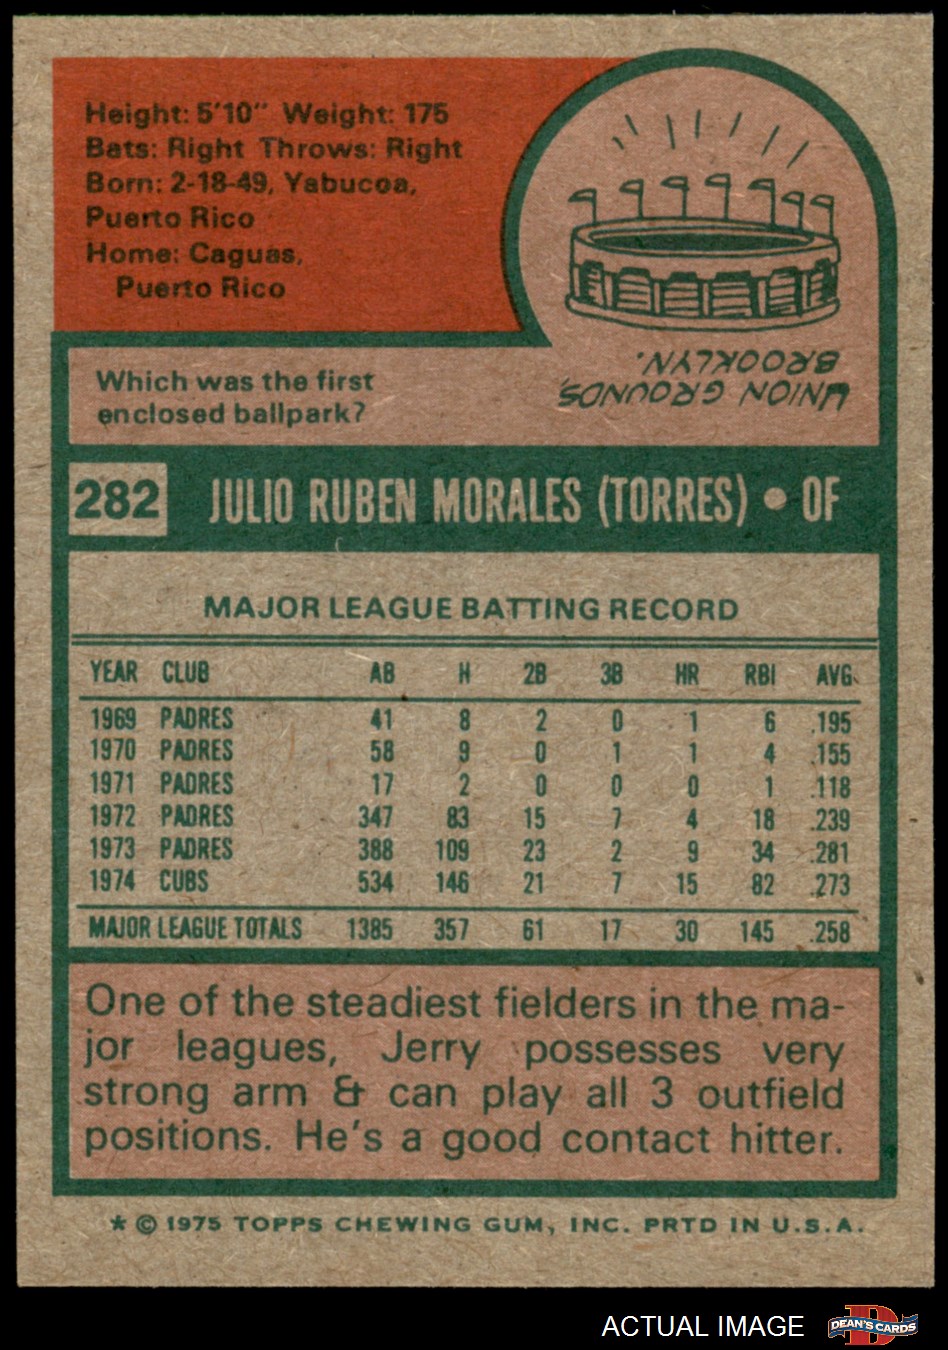 Height: 5'10" Weight: 175
Bats: Right Throws: Right
Born: 2-18-49, Yabucoa,
Puerto Rico
Home: Caguas,
Puerto Rico
Which was the first
enclosed ballpark?
UNION GROUNDS,
BROOKLYN.
282 JULIO RUBEN MORALES (TORRES) • OF
MAJOR LEAGUE BATTING RECORD
YEAR CLUB AB H 2B 3B HR RBI AVG.
1969 PADRES 41 8 2 0 1 6 .195
1970 PADRES 58 9 0 1 1 4 .155
1971 PADRES 17 2 0 0 0 1 .118
1972 PADRES 347 83 15 7 4 18 .239
1973 PADRES 388 109 23 2 9 34 .281
1974 CUBS 534 146 21 7 15 82 .273
MAJOR LEAGUE TOTALS 1385 357 61 17 30 145 .258
One of the steadiest fielders in the ma-
jor leagues, Jerry possesses very
strong arm & can play all 3 outfield
positions. He's a good contact hitter.
* © 1975 TOPPS CHEWING GUM, INC. PRTD IN U.S.A.
ACTUAL IMAGE DEAN'S CARDS